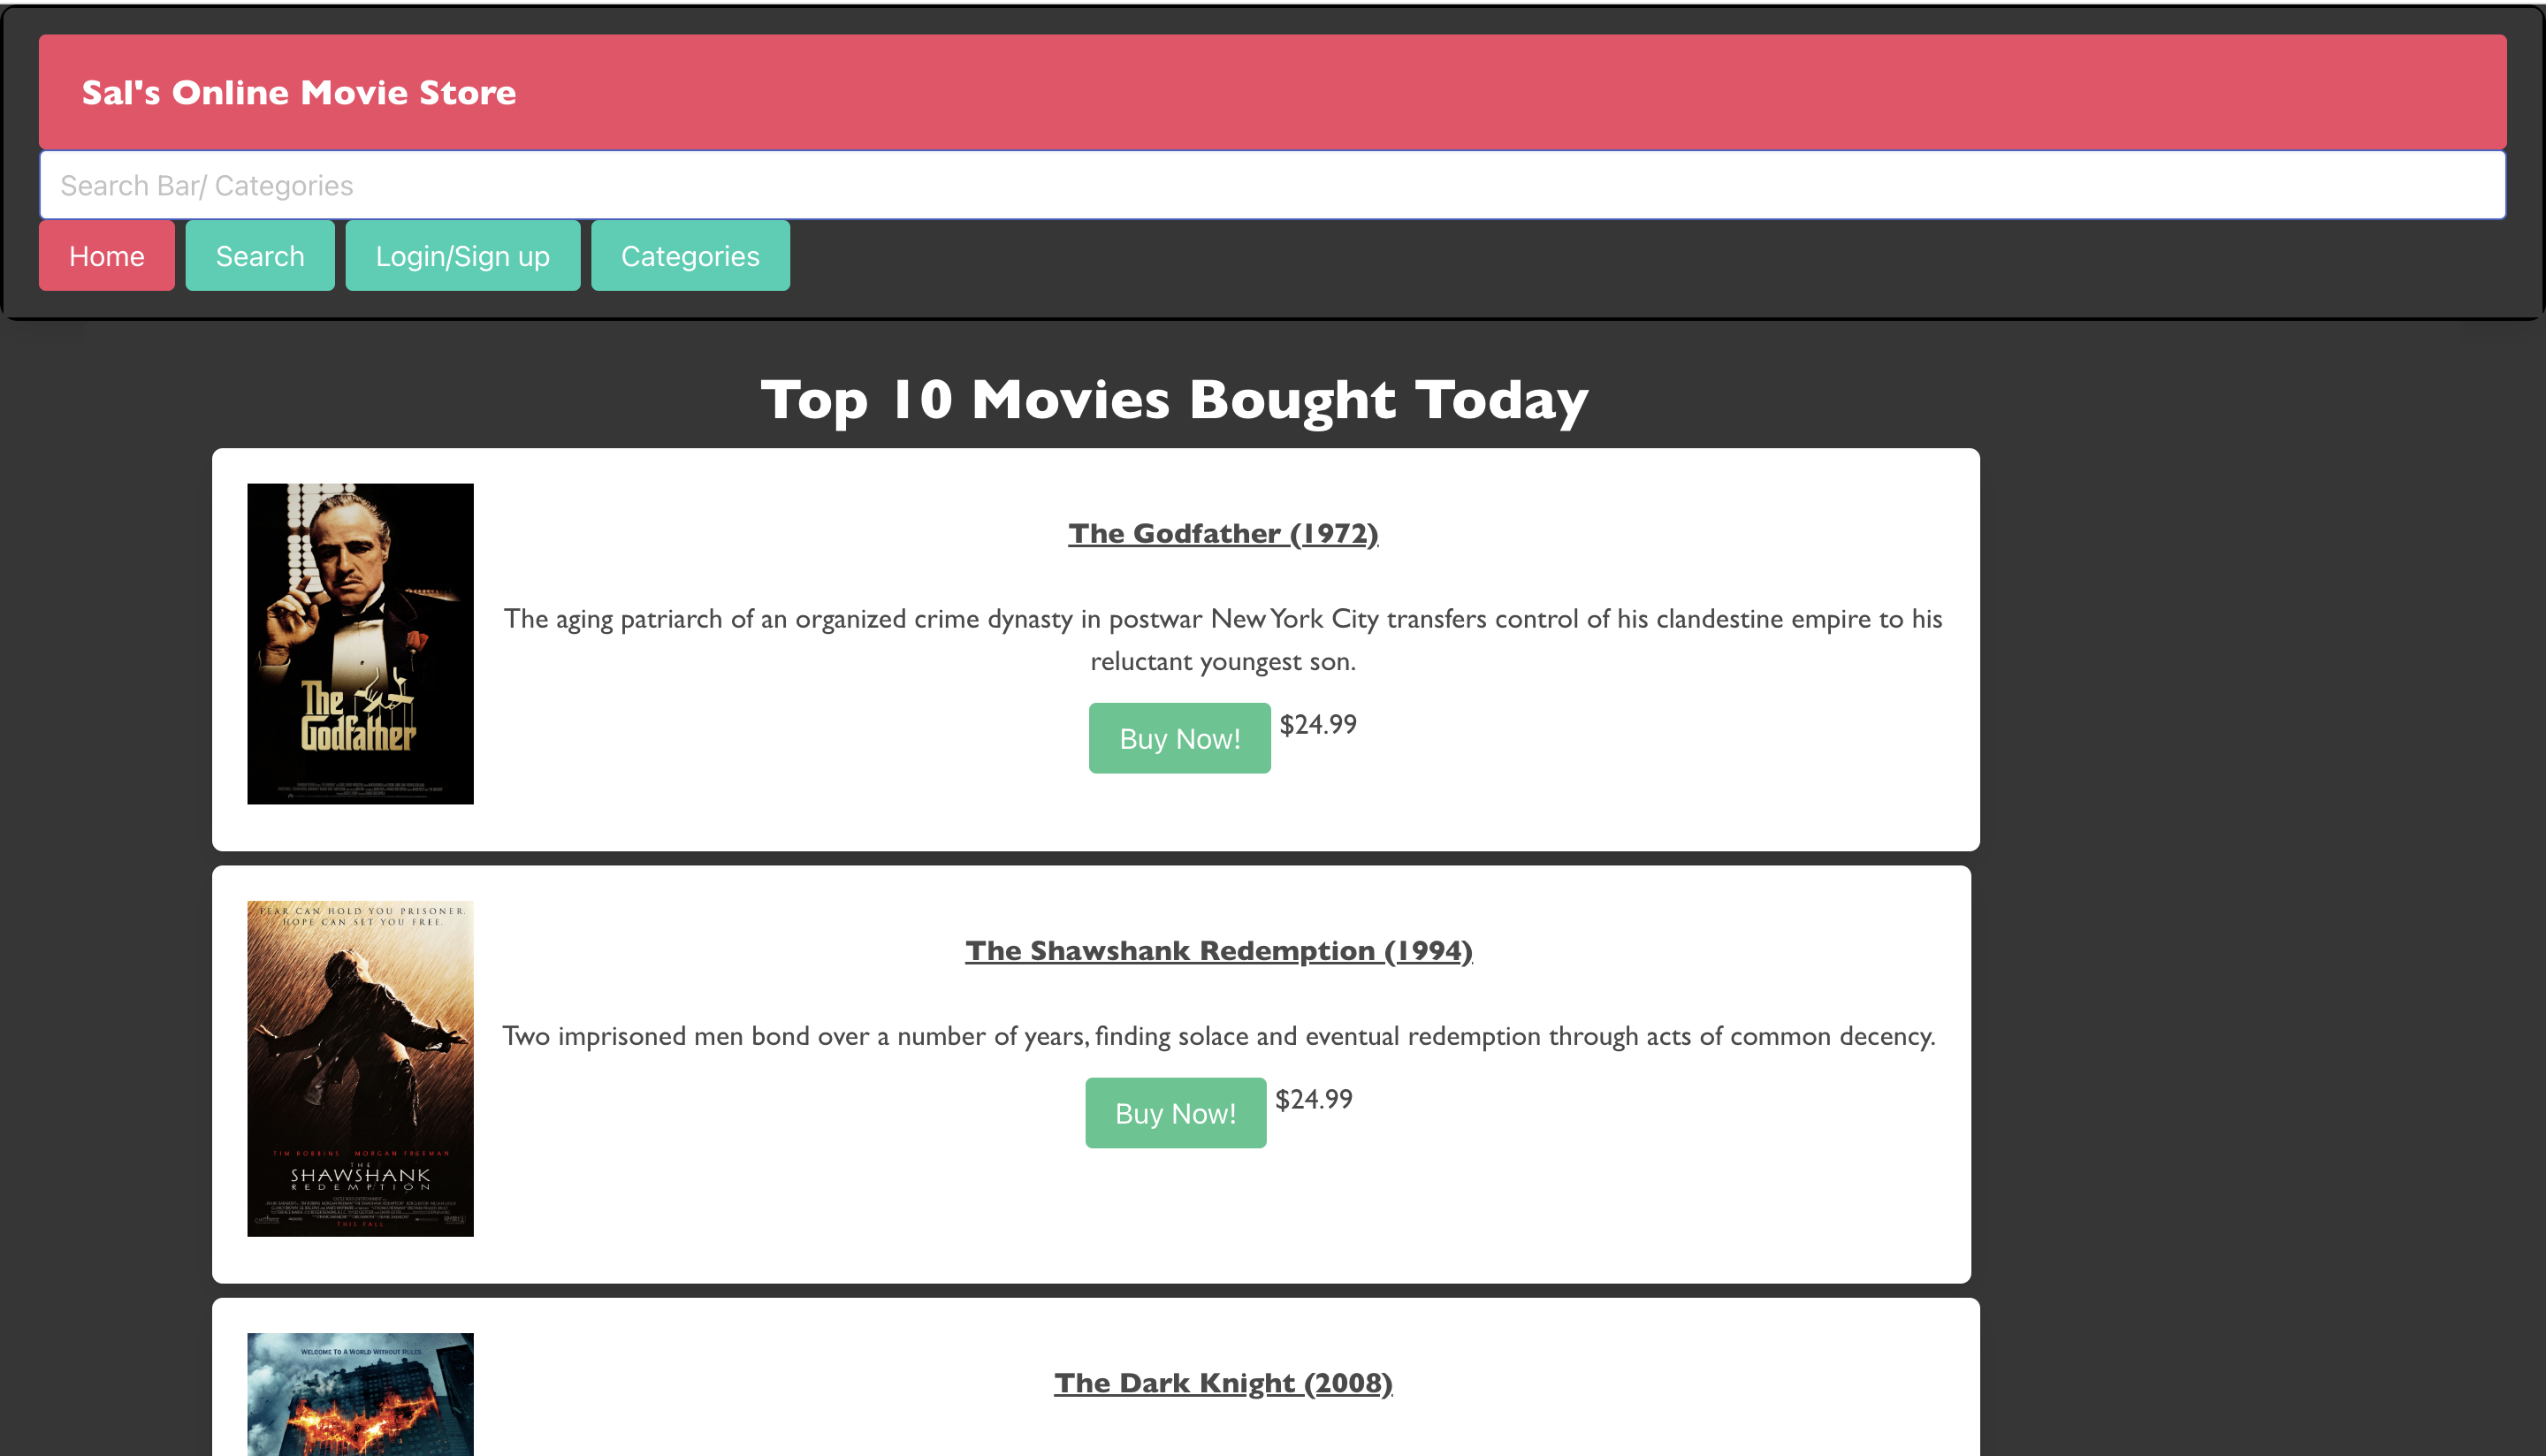 Sal's Online Movie Store
Search Bar/ Categories
Home Search Login/Sign up Categories
Top 10 Movies Bought Today
The Godfather
The Godfather (1972)
The aging patriarch of an organized crime dynasty in postwar New York City transfers control of his clandestine empire to his
reluctant youngest son.
Buy Now! $24.99
FEAR CAN HOLD YOU PRISONER.
HOPE CAN SET YOU FREE.
TIM ROBBINS MORGAN FREEMAN
THE
SHAWSHANK
REDEMPTION
THIS FALL
The Shawshank Redemption (1994)
Two imprisoned men bond over a number of years, finding solace and eventual redemption through acts of common decency.
Buy Now! $24.99
WELCOME TO A WORLD WITHOUT RULES.
The Dark Knight (2008)